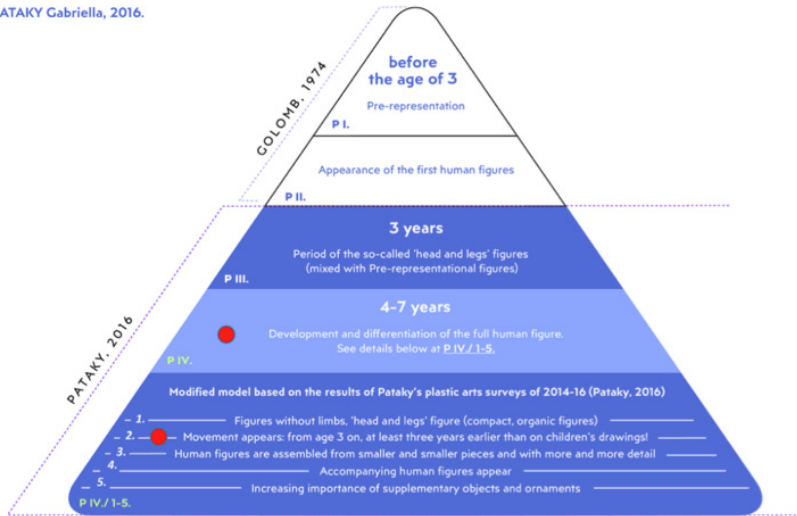 ATAKY Gabriella, 2016.
GOLOMB, 1974
before
the age of 3
Pre-representation
P I.
Appearance of the first human figures
P II.
PATAKY, 2016
3 years
Period of the so-called 'head and legs' figures
(mixed with Pre-representational figures)
P III.
4-7 years
Development and differentiation of the full human figure.
See details below at P IV./ 1-5.
P IV.
Modified model based on the results of Pataky's plastic arts surveys of 2014-16 (Pataky, 2016)
1. Figures without limbs, 'head and legs' figure (compact, organic figures)
2. Movement appears: from age 3 on, at least three years earlier than on children's drawings!
3. Human figures are assembled from smaller and smaller pieces and with more and more detail
4. Accompanying human figures appear
5. Increasing importance of supplementary objects and ornaments
P IV./ 1-5.